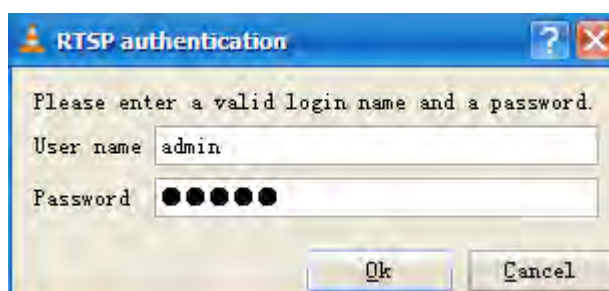 RTSP authentication
Please enter a valid login name and a password.
User name admin
Password ●●●●●
Ok Cancel